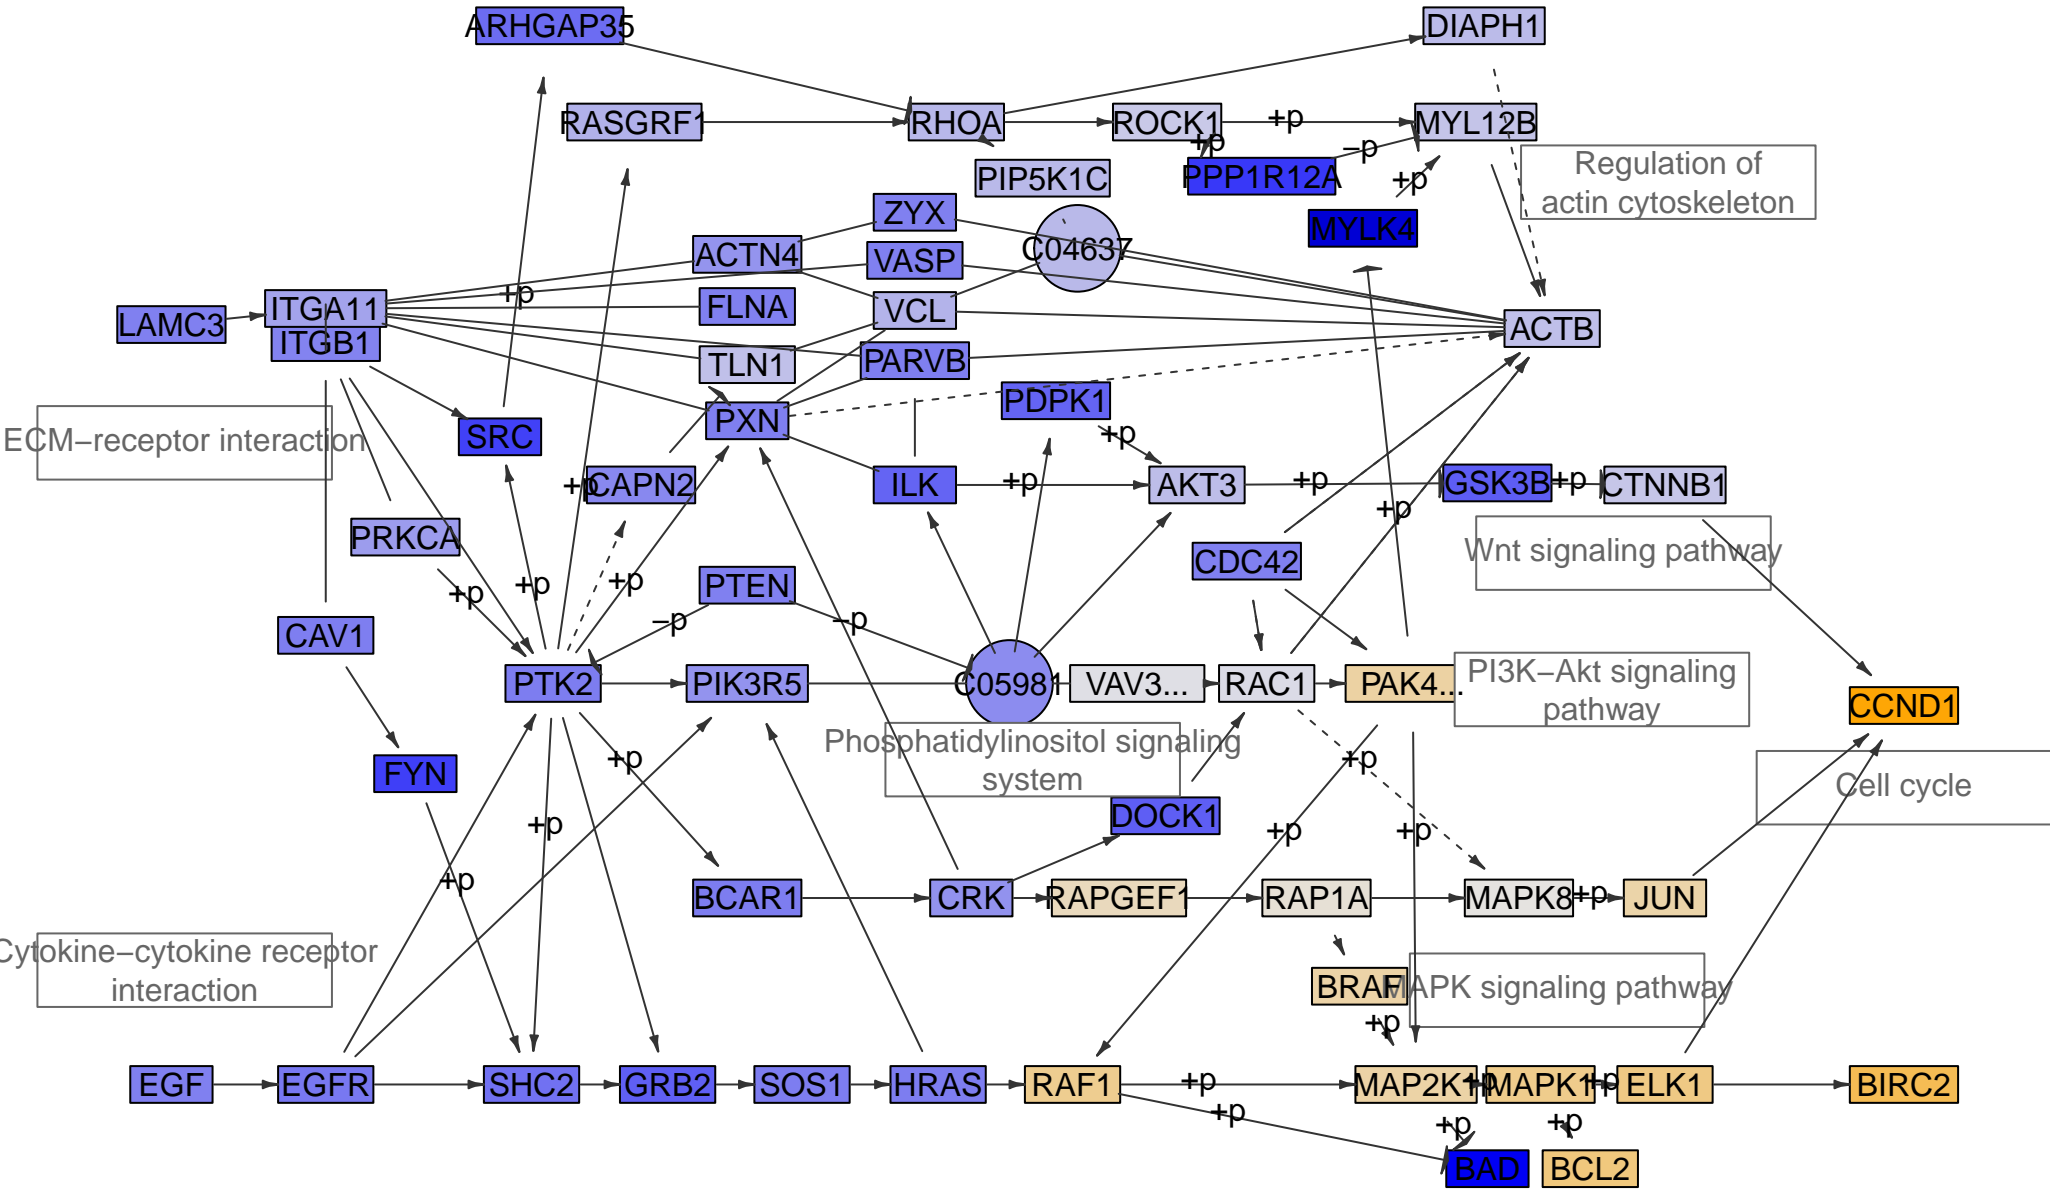 ARHGAP35
DIAPH1
RASGRF1
RHOA
ROCK1
+p
MYL12B
+p
−p
PIP5K1C
PPP1R12A
+p
Regulation of
actin cytoskeleton
ZYX
MYLK4
ACTN4
VASP
C04637
+p
ITGA11
FLNA
VCL
LAMC3
ITGB1
ACTB
TLN1
PARVB
PDPK1
PXN
SRC
+p
ECM−receptor interaction
+p
CAPN2
ILK
+p
AKT3
+p
GSK3B
+p
CTNNB1
+p
PRKCA
Wnt signaling pathway
CDC42
+p
+p
+p
PTEN
−p
−p
CAV1
PTK2
PIK3R5
C05981
VAV3...
RAC1
PAK4...
PI3K−Akt signaling
pathway
CCND1
Phosphatidylinositol signaling
system
+p
+p
FYN
Cell cycle
DOCK1
+p
+p
+p
+p
BCAR1
CRK
RAPGEF1
RAP1A
MAPK8
+p
JUN
Cytokine−cytokine receptor
interaction
BRAF
MAPK signaling pathway
+p
EGF
EGFR
SHC2
GRB2
SOS1
HRAS
RAF1
+p
MAP2K1
+p
MAPK1
+p
ELK1
BIRC2
+p
+p
+p
BAD
BCL2